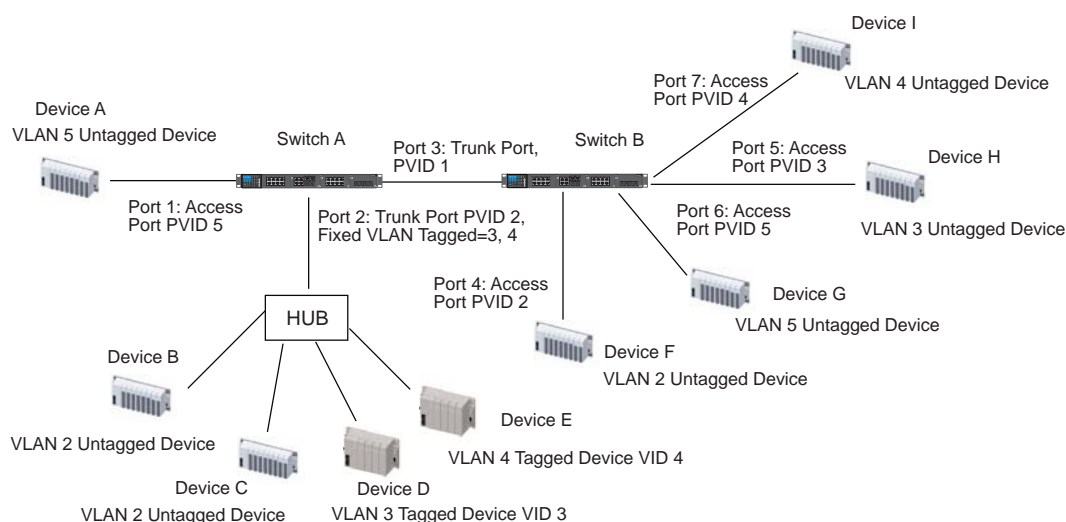 Device I
Port 7: Access
Port PVID 4
VLAN 4 Untagged Device
Device A
VLAN 5 Untagged Device
Switch A
Port 3: Trunk Port,
PVID 1
Switch B
Port 5: Access
Port PVID 3
Device H
Port 1: Access
Port PVID 5
Port 2: Trunk Port PVID 2,
Fixed VLAN Tagged=3, 4
Port 6: Access
Port PVID 5
VLAN 3 Untagged Device
Port 4: Access
Port PVID 2
Device G
VLAN 5 Untagged Device
HUB
Device B
Device F
VLAN 2 Untagged Device
Device E
VLAN 2 Untagged Device
VLAN 4 Tagged Device VID 4
Device C
VLAN 2 Untagged Device
Device D
VLAN 3 Tagged Device VID 3